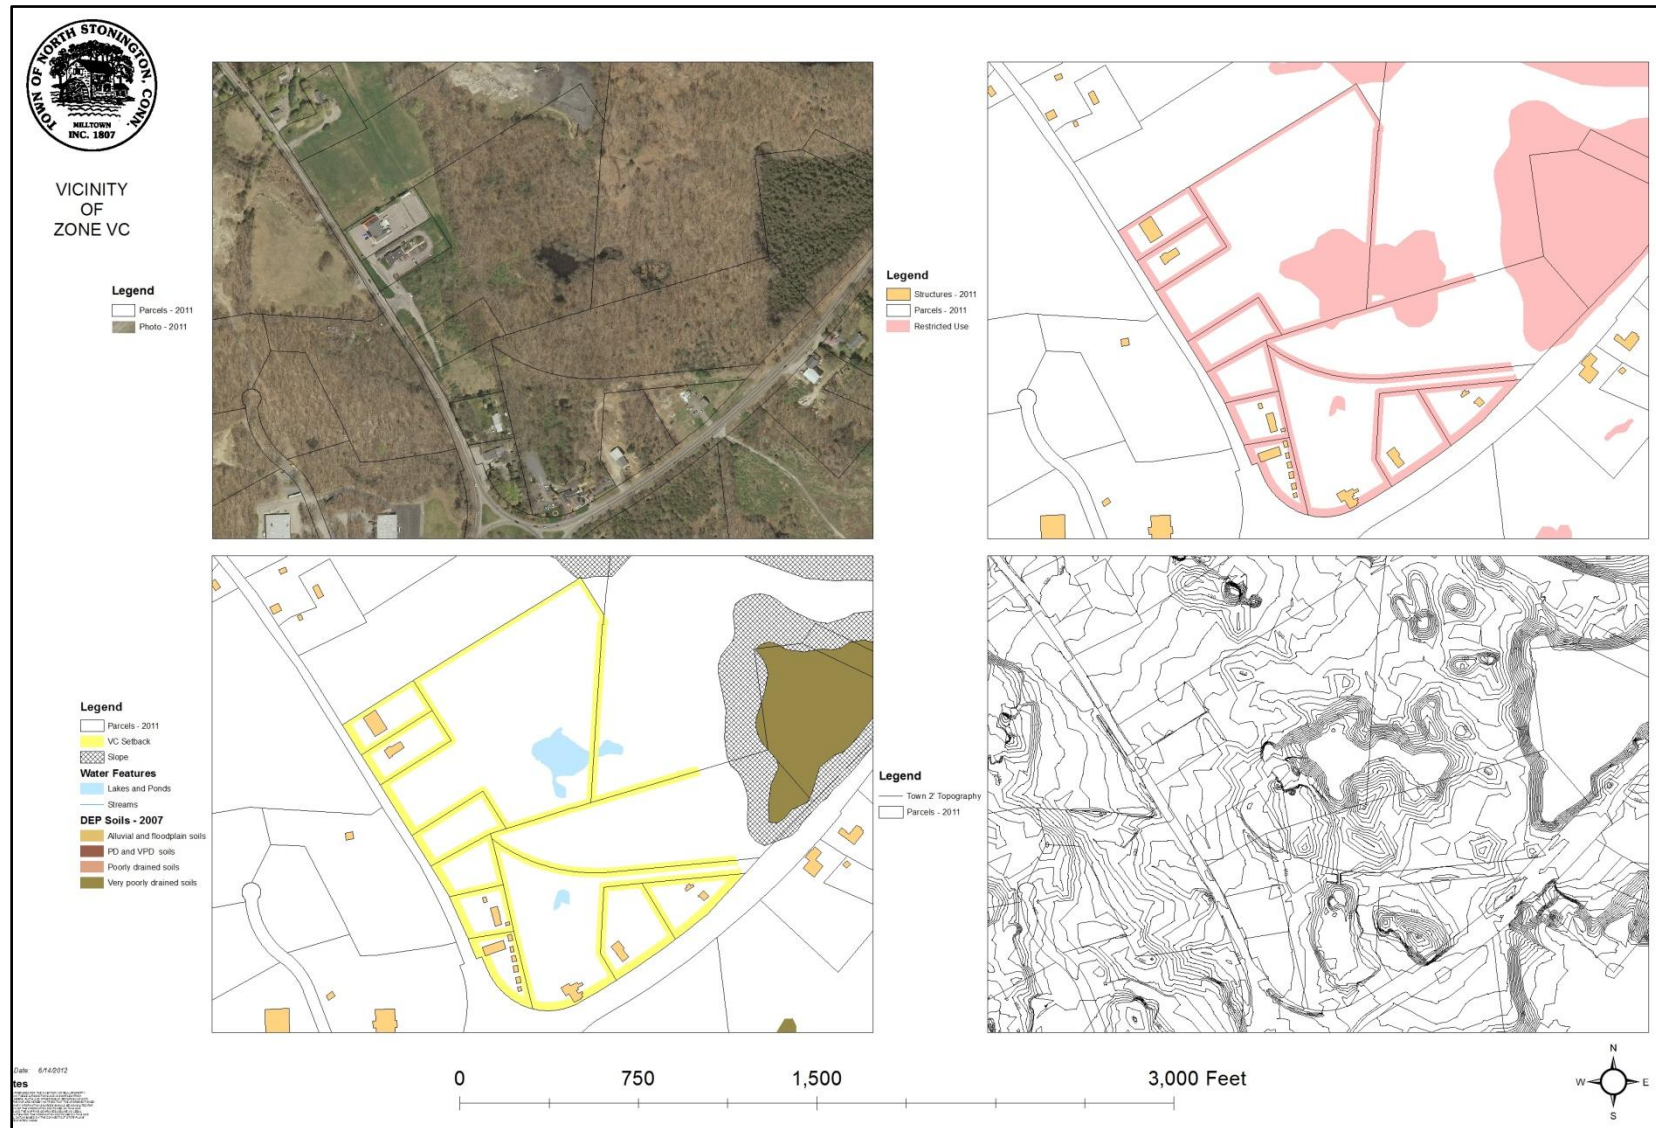 TOWN OF NORTH STONINGTON, CONN.
MILLTOWN
INC. 1807
VICINITY
OF
ZONE VC
Legend
Parcels - 2011
Photo - 2011
Legend
Structures - 2011
Parcels - 2011
Restricted Use
Legend
Parcels - 2011
VC Setback
Slope
Water Features
Lakes and Ponds
Streams
DEP Soils - 2007
Alluvial and floodplain soils
PD and VPD soils
Poorly drained soils
Very poorly drained soils
Legend
Town 2' Topography
Parcels - 2011
Date: 6/14/2012
tes
0 750 1,500 3,000 Feet
N
W E
S